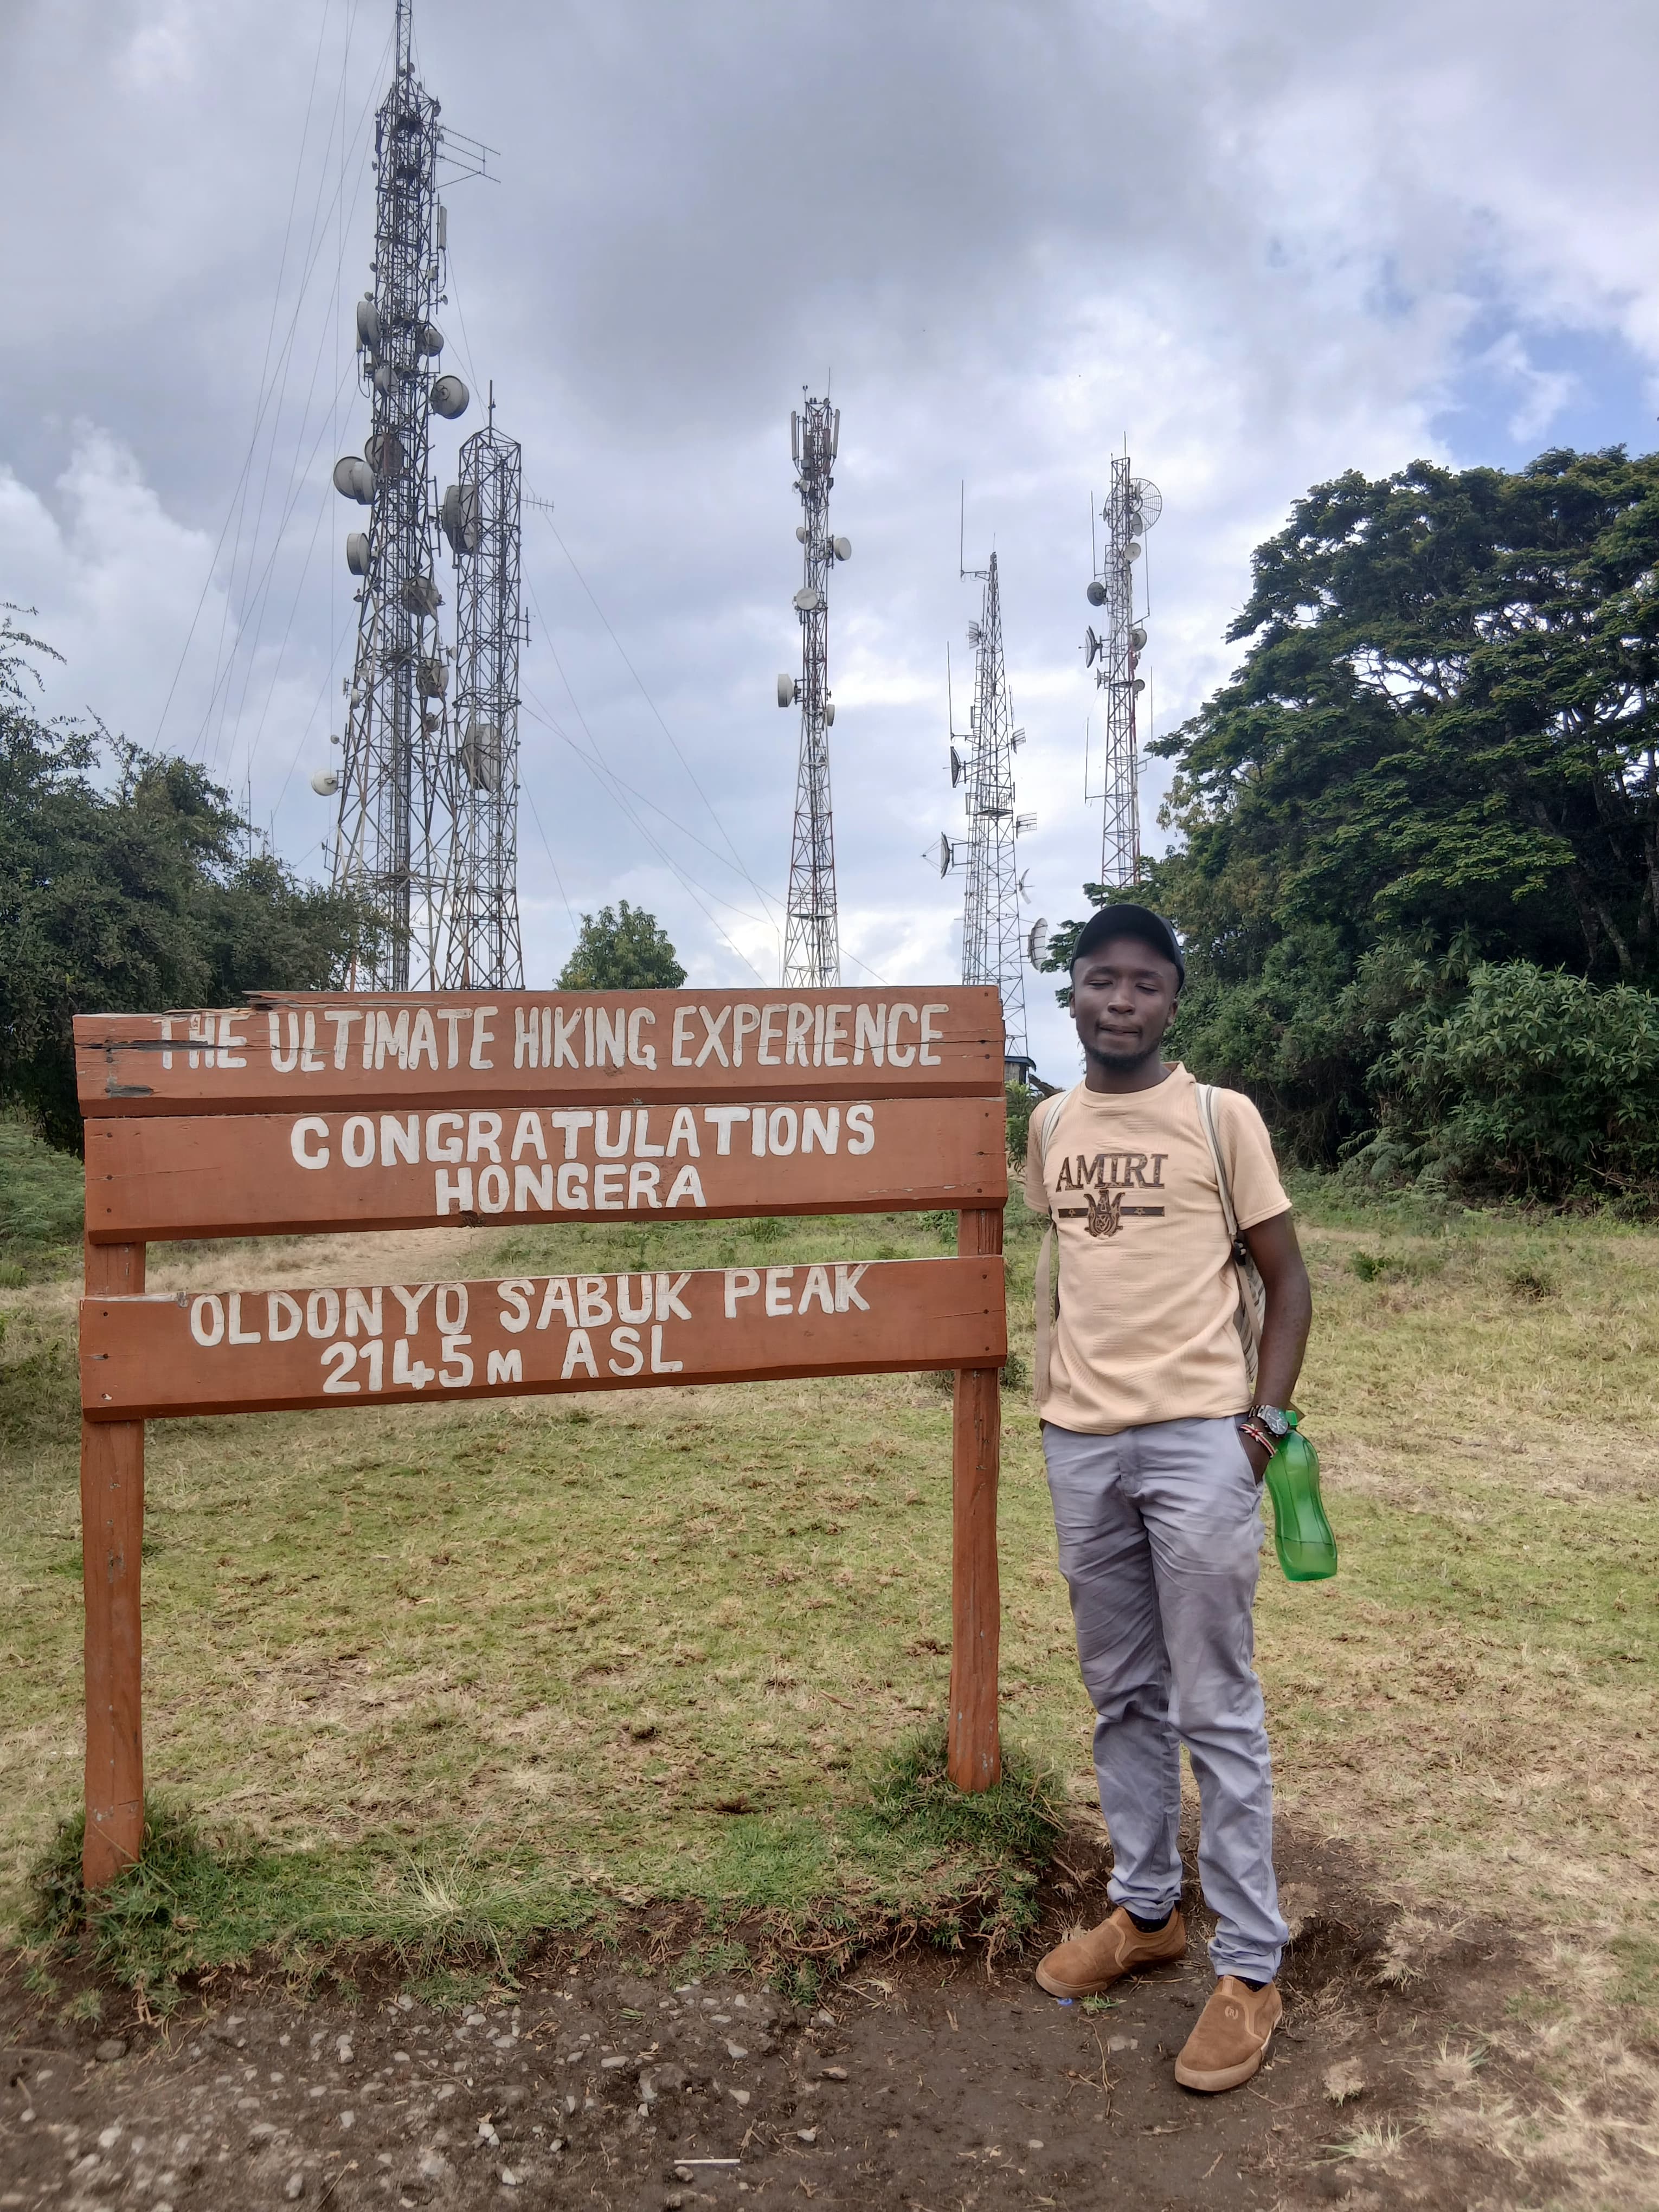 THE ULTIMATE HIKING EXPERIENCE
CONGRATULATIONS
HONGERA
OLDONYO SABUK PEAK
2145M ASL
AMIRI